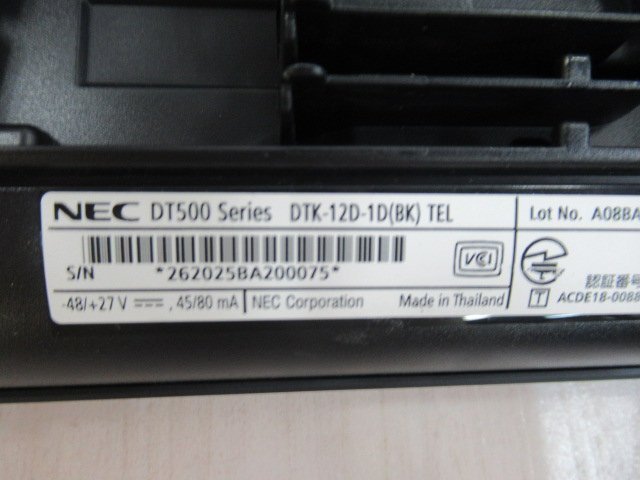 NEC DT500 Series DTK-12D-1D(BK) TEL
Lot No. A08BA
S/N *262025BA200075*
VCCI
認証番号
-48/+27 V ⎓, 45/80 mA NEC Corporation Made in Thailand
T ACDE18-0088